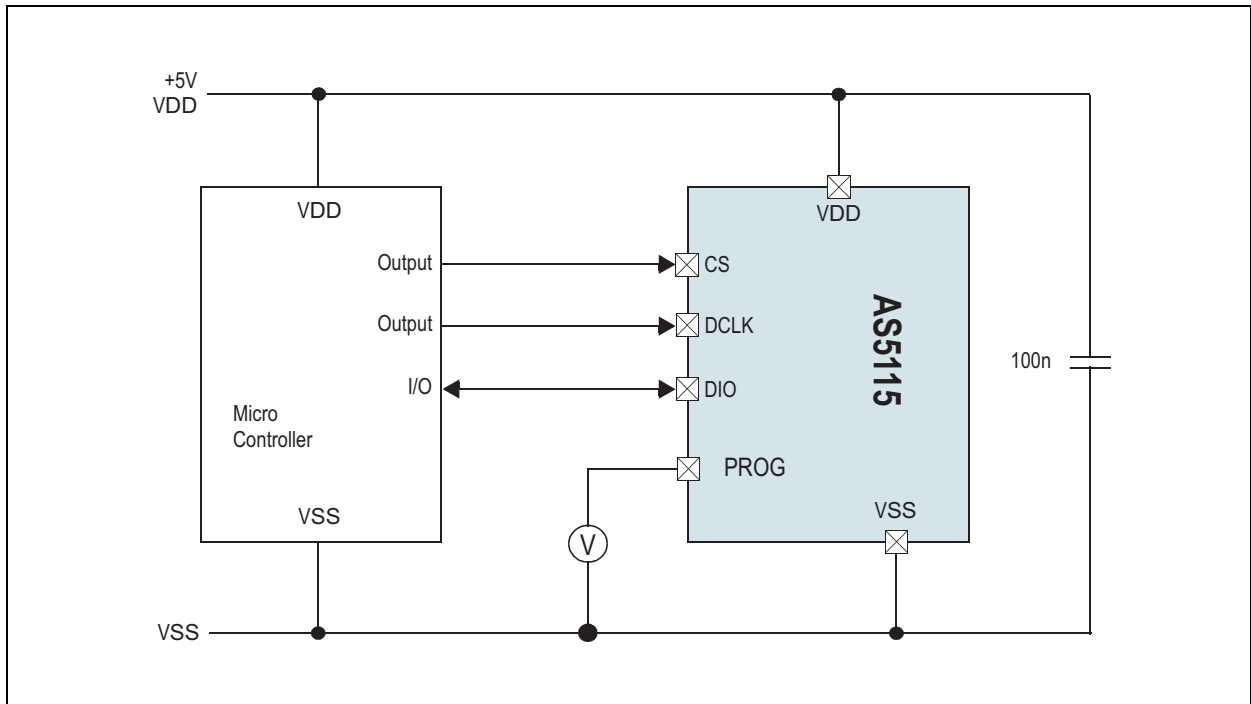 +5V
VDD
VDD
VDD
Output
CS
Output
DCLK
I/O
DIO
AS5115
100n
Micro
Controller
PROG
VSS
VSS
V
VSS